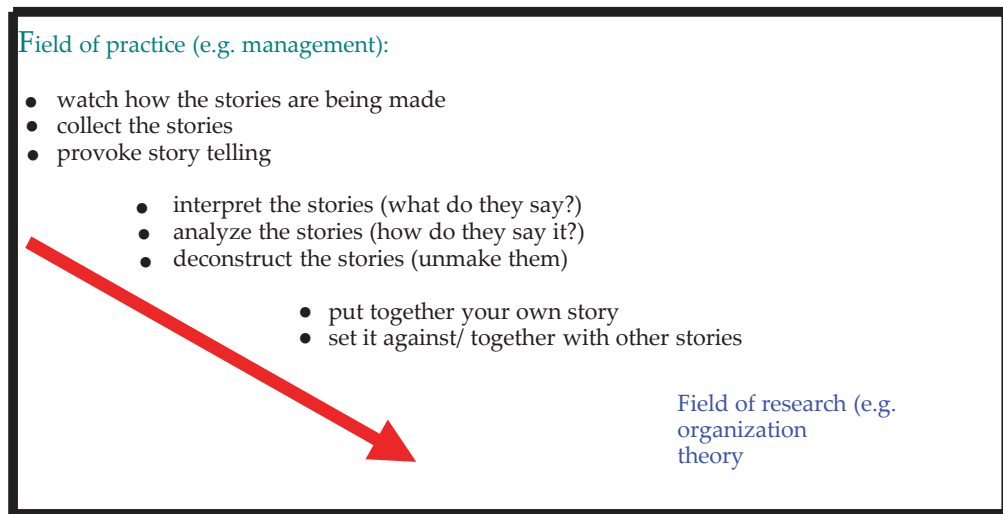 Field of practice (e.g. management):
● watch how the stories are being made
● collect the stories
● provoke story telling
● interpret the stories (what do they say?)
● analyze the stories (how do they say it?)
● deconstruct the stories (unmake them)
● put together your own story
● set it against/ together with other stories
Field of research (e.g.
organization
theory